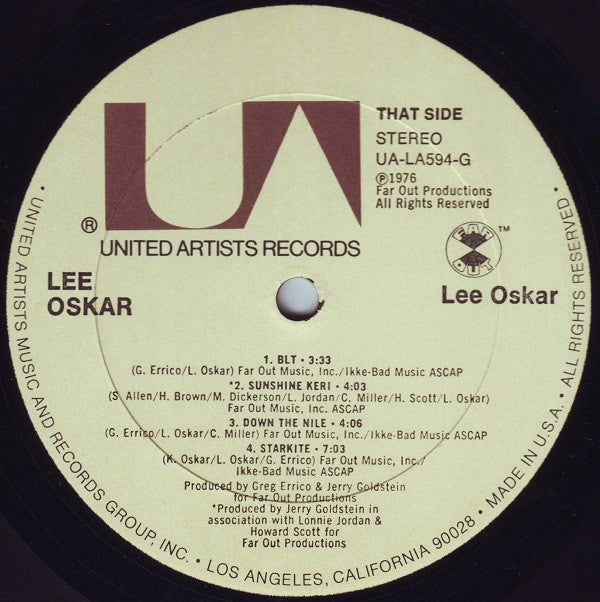 UA
THAT SIDE
STEREO
UA-LA594-G
Ⓟ1976
Far Out Productions
All Rights Reserved
®
UNITED ARTISTS RECORDS
FAR OUT
™
LEE
OSKAR
Lee Oskar
1. BLT • 3:33
(G. Errico/L. Oskar) Far Out Music, Inc./Ikke-Bad Music ASCAP
*2. SUNSHINE KERI • 4:03
(S. Allen/H. Brown/M. Dickerson/L. Jordan/C. Miller/H. Scott/L. Oskar)
Far Out Music, Inc. ASCAP
3. DOWN THE NILE • 4:06
(G. Errico/L. Oskar/C. Miller) Far Out Music, Inc./Ikke-Bad Music ASCAP
4. STARKITE • 7:03
(K. Oskar/L. Oskar/G. Errico) Far Out Music, Inc./
Ikke-Bad Music ASCAP
Produced by Greg Errico & Jerry Goldstein
for Far Out Productions
*Produced by Jerry Goldstein in
association with Lonnie Jordan &
Howard Scott for
Far Out Productions
• UNITED ARTISTS MUSIC AND RECORDS GROUP, INC. • LOS ANGELES, CALIFORNIA 90028 • MADE IN U.S.A. • ALL RIGHTS RESERVED •